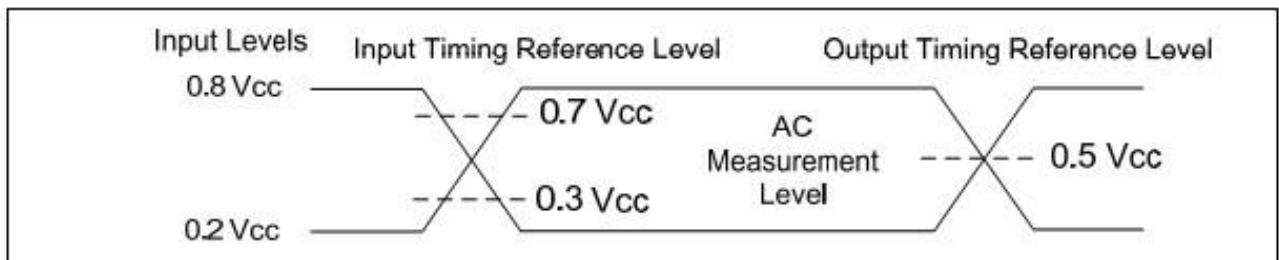 Input Levels
Input Timing Reference Level
Output Timing Reference Level
0.8 Vcc
0.7 Vcc
AC
Measurement
Level
0.5 Vcc
0.3 Vcc
0.2 Vcc